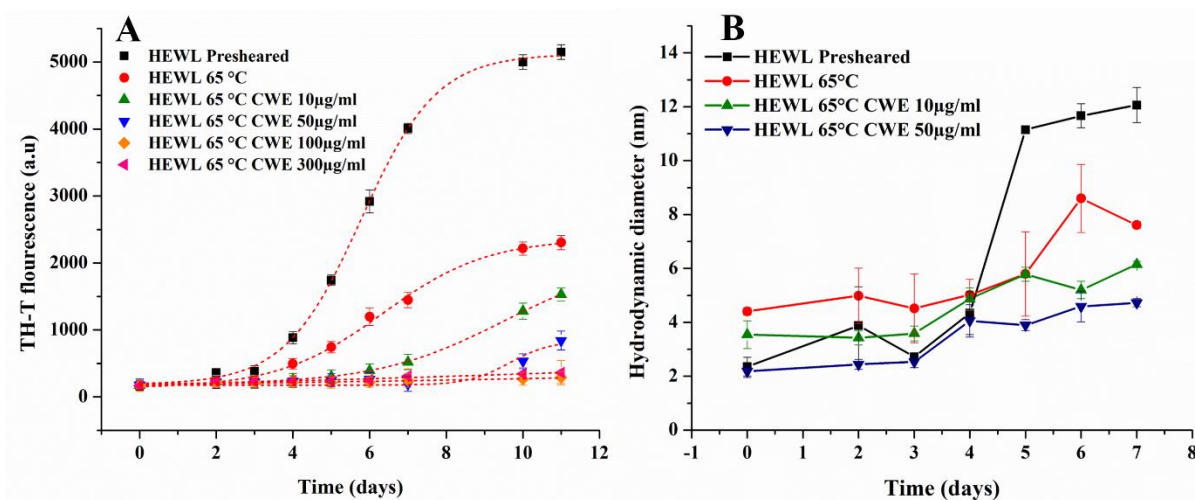 A
HEWL Presheared
HEWL 65 °C
HEWL 65 °C CWE 10µg/ml
HEWL 65 °C CWE 50µg/ml
HEWL 65 °C CWE 100µg/ml
HEWL 65 °C CWE 300µg/ml
TH-T flourescence (a.u)
5000
4000
3000
2000
1000
0
0 2 4 6 8 10 12
Time (days)
B
HEWL Presheared
HEWL 65°C
HEWL 65°C CWE 10µg/ml
HEWL 65°C CWE 50µg/ml
Hydrodynamic diameter (nm)
14
12
10
8
6
4
2
0
-1 0 1 2 3 4 5 6 7 8
Time (days)